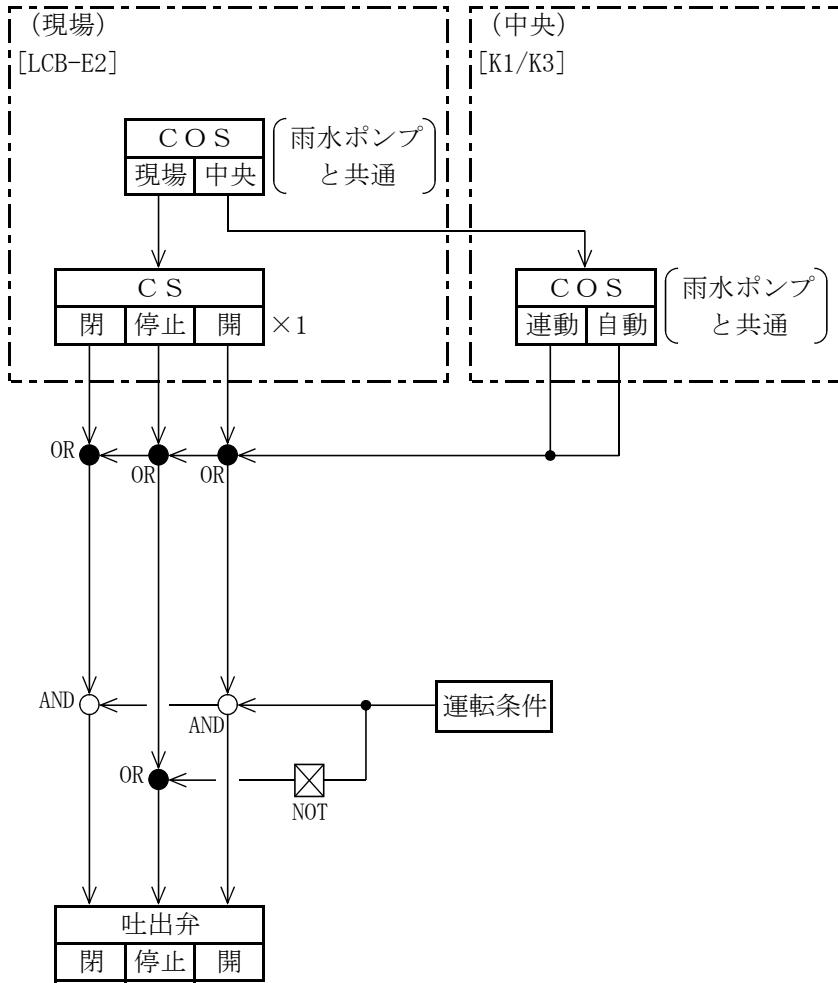 (現場)
[LCB-E2]
(中央)
[K1/K3]
COS
現場 中央
雨水ポンプ
と共通
CS
閉 停止 開
×1
COS
連動 自動
雨水ポンプ
と共通
OR
OR
OR
AND
AND
運転条件
OR
NOT
吐出弁
閉 停止 開